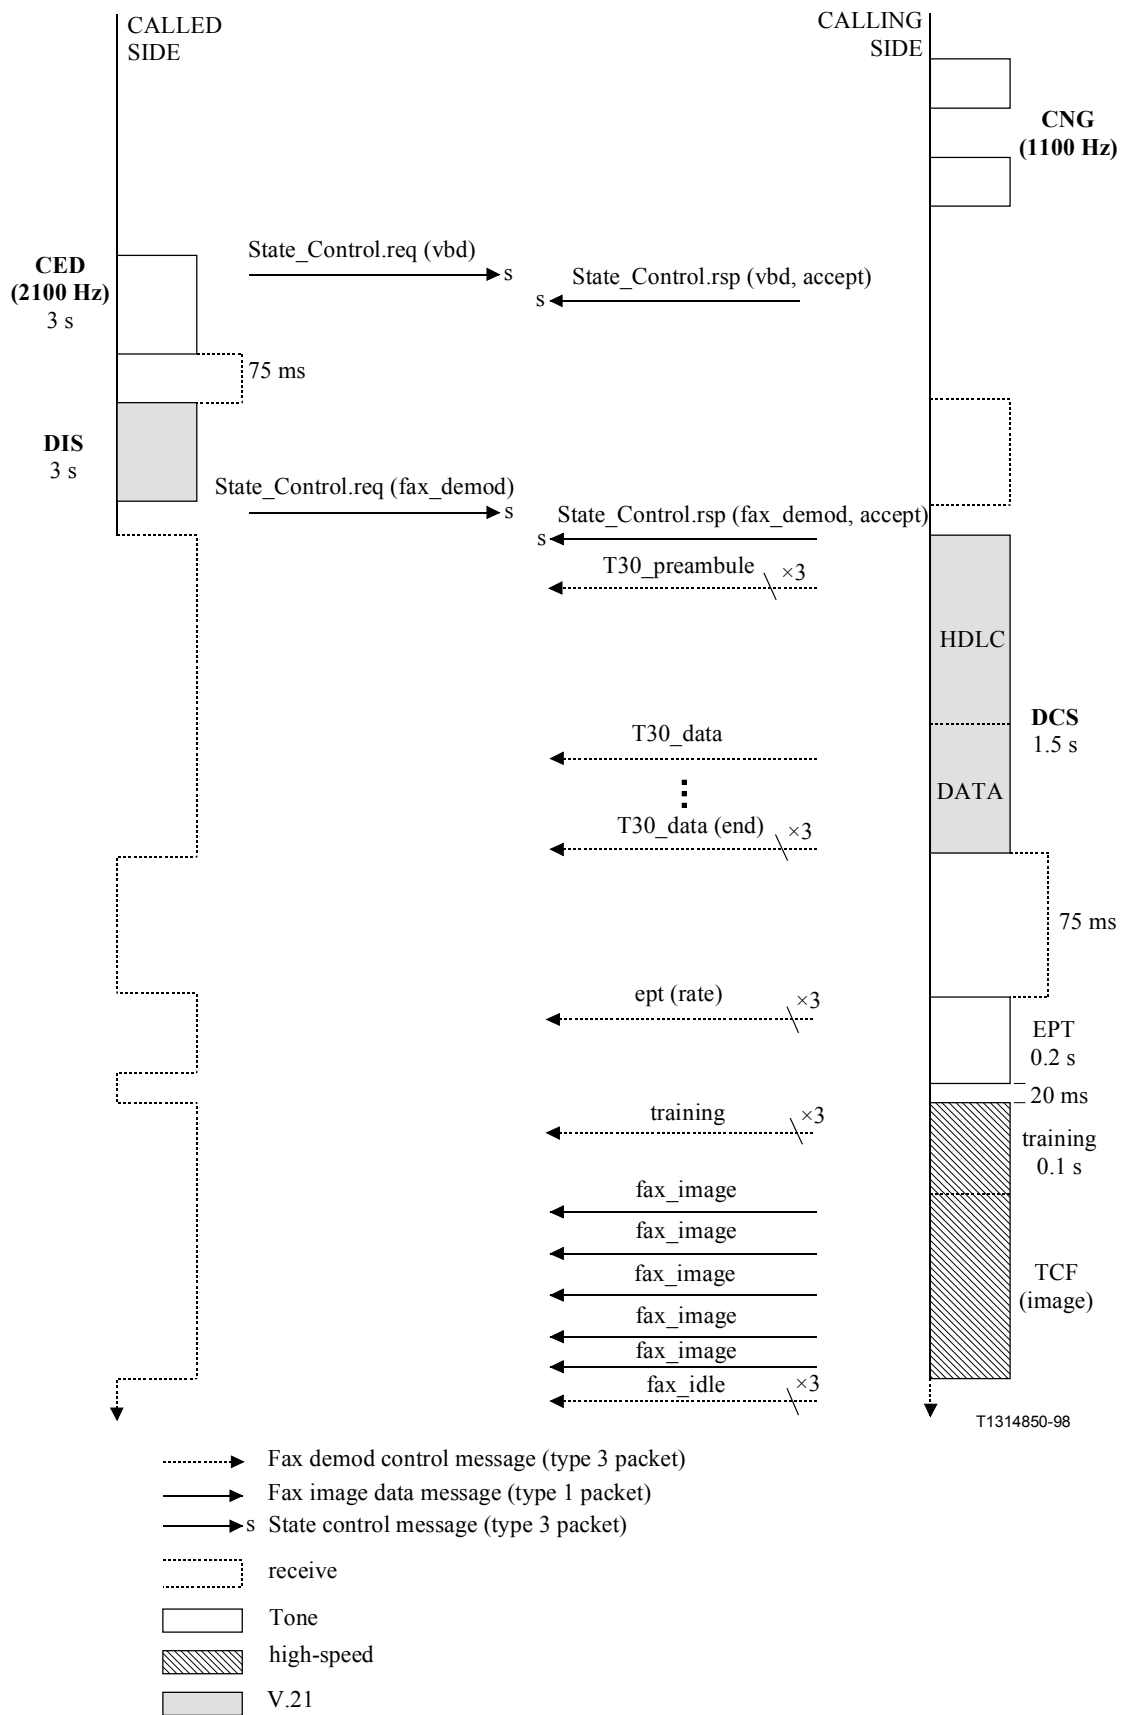 CALLED
SIDE
CALLING
SIDE
CNG
(1100 Hz)
State_Control.req (vbd)
s
State_Control.rsp (vbd, accept)
s
CED
(2100 Hz)
3 s
75 ms
DIS
3 s
State_Control.req (fax_demod)
s
State_Control.rsp (fax_demod, accept)
s
T30_preambule
×3
HDLC
DCS
1.5 s
T30_data
DATA
T30_data (end)
×3
75 ms
ept (rate)
×3
EPT
0.2 s
20 ms
training
×3
training
0.1 s
fax_image
fax_image
fax_image
fax_image
fax_image
TCF
(image)
fax_idle
×3
T1314850-98
Fax demod control message (type 3 packet)
Fax image data message (type 1 packet)
s State control message (type 3 packet)
receive
Tone
high-speed
V.21